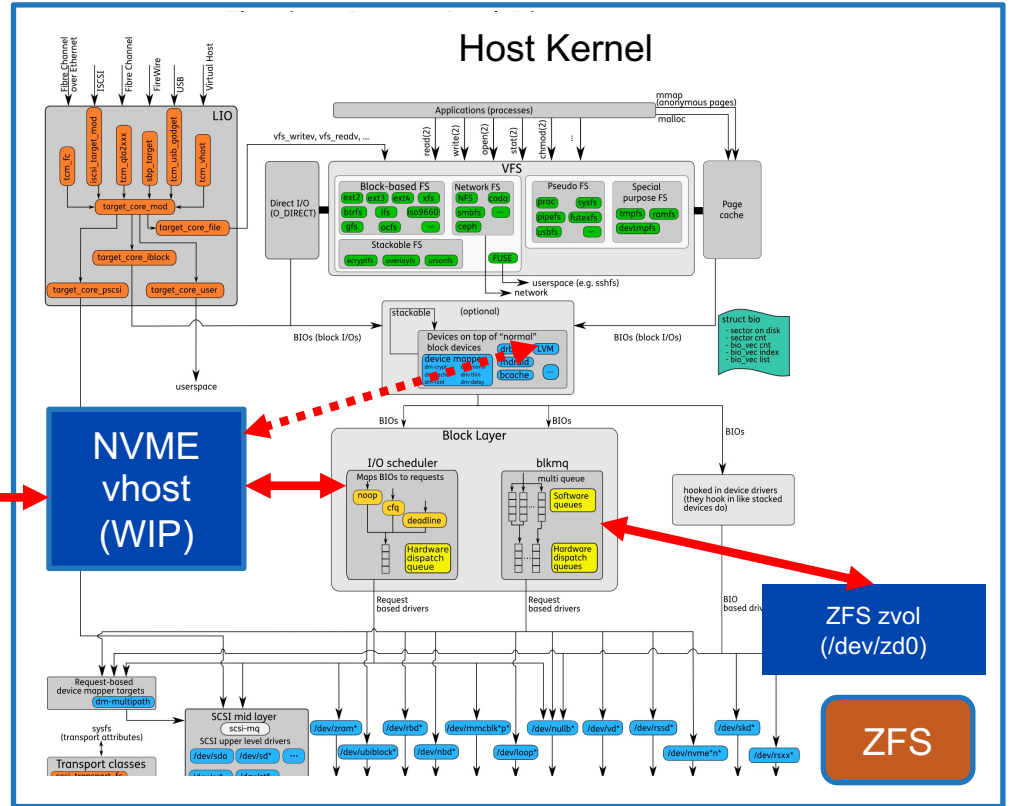 Host Kernel
Fibre Channel
over Ethernet
ISCSI
Fibre Channel
FireWire
USB
Virtual Host
LIO
tcm_fc
iscsi_target_mod
tcm_qla2xxx
sbp_target
tcm_usb_gadget
tcm_vhost
target_core_mod
target_core_file
target_core_iblock
target_core_pscsi
target_core_user
vfs_writev, vfs_readv, ...
Applications (processes)
mmap
(anonymous pages)
malloc
read(2)
write(2)
open(2)
stat(2)
chmod(2)
...
VFS
Direct I/O
(O_DIRECT)
Block-based FS
ext2 ext3 ext4 xfs
btrfs ifs iso9660
gfs ocfs ...
Stackable FS
ecryptfs overlayfs unionfs
Network FS
NFS coda
smbfs ...
ceph
FUSE
Pseudo FS
proc sysfs
pipefs futexfs
usbfs ...
Special
purpose FS
tmpfs ramfs
devtmpfs
Page
cache
userspace (e.g. sshfs)
network
struct bio
- sector on disk
- sector cnt
- bio_vec cnt
- bio_vec index
- bio_vec list
BIOs (block I/Os)
BIOs (block I/Os)
(optional)
stackable
Devices on top of "normal"
block devices
LVM
device mapper
mdraid
dm-crypt
dm-thin
bcache
...
dm-raid dm-delay
userspace
NVME
vhost
(WIP)
BIOs
BIOs
BIOs
Block Layer
I/O scheduler
Maps BIOs to requests
noop
cfq
deadline
Hardware
dispatch
queue
blkmq
multi queue
Software
queues
Hardware
dispatch
queues
hooked in device drivers
(they hook in like stacked
devices do)
Request
based drivers
Request
based drivers
BIO
based
ZFS zvol
(/dev/zd0)
ZFS
Request-based
device mapper targets
dm-multipath
sysfs
(transport attributes)
Transport classes
SCSI mid layer
scsi-mq
SCSI upper level drivers
/dev/sda /dev/sd* ...
/dev/zram* /dev/rbd* /dev/mmcblk*p* /dev/nullb* /dev/vd* /dev/rssd* /dev/skd*
/dev/ubiblock* /dev/nbd* /dev/loop* /dev/nvme*n* /dev/rsxx*